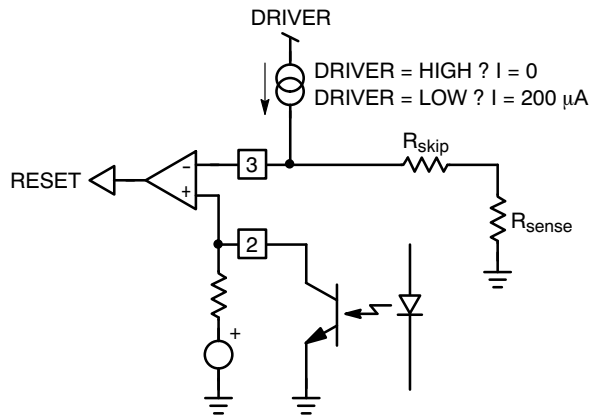 DRIVER
DRIVER = HIGH ? I = 0
DRIVER = LOW ? I = 200 μA
Rskip
3
-
RESET
+
Rsense
2
+